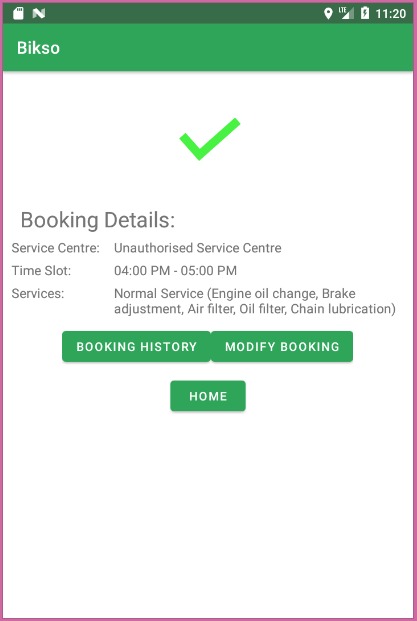 LTE 11:20
Bikso
Booking Details:
Service Centre: Unauthorised Service Centre
Time Slot: 04:00 PM - 05:00 PM
Services: Normal Service (Engine oil change, Brake
adjustment, Air filter, Oil filter, Chain lubrication)
BOOKING HISTORY MODIFY BOOKING
HOME